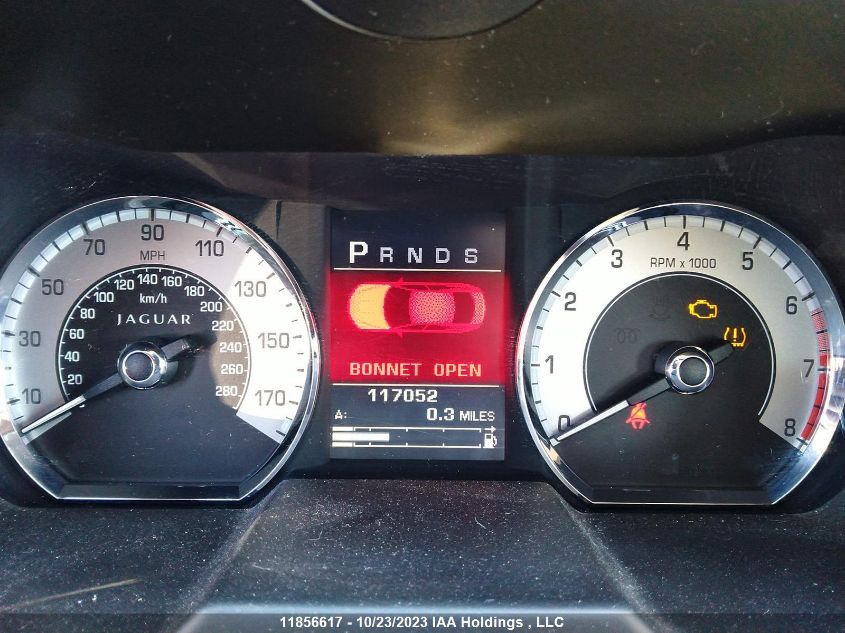 10 30 50 70 90 110 130 150 170
MPH
20 40 60 80 100 120 140 160 180 200 220 240 260 280
km/h
JAGUAR
P R N D S
BONNET OPEN
117052
A: 0.3 MILES
0 1 2 3 4 5 6 7 8
RPM x 1000
11856617 - 10/23/2023 IAA Holdings , LLC